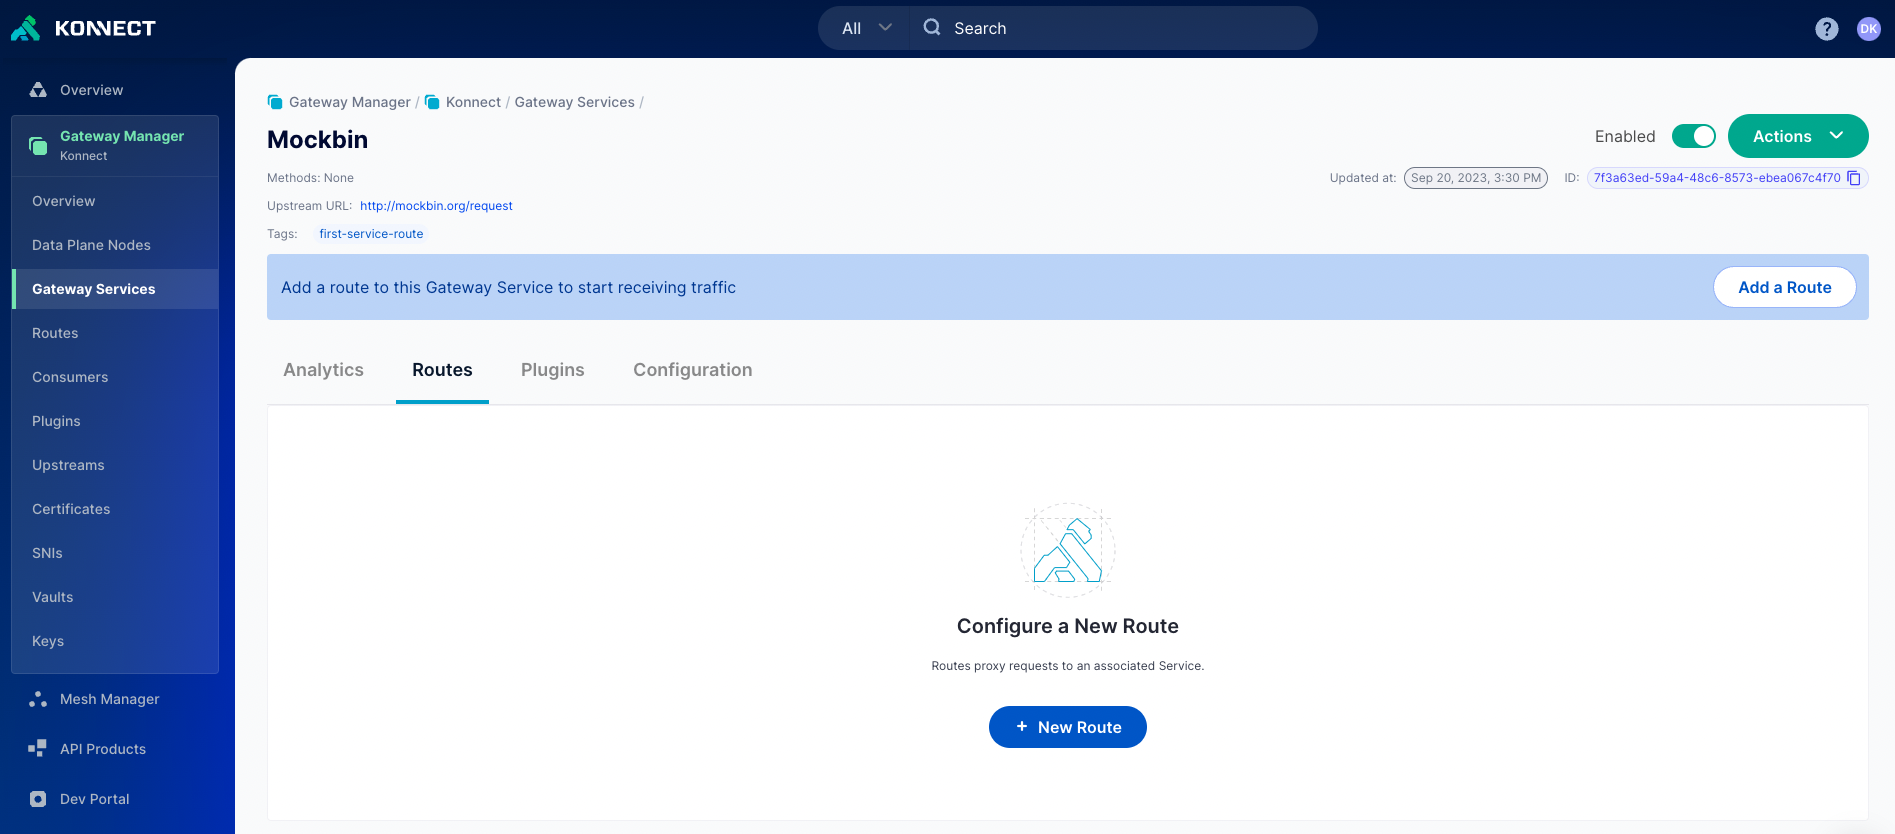 KONNECT
All
Search
?
DK
Overview
Gateway Manager
Konnect
Overview
Data Plane Nodes
Gateway Services
Routes
Consumers
Plugins
Upstreams
Certificates
SNIs
Vaults
Keys
Mesh Manager
API Products
Dev Portal
Gateway Manager / Konnect / Gateway Services /
Mockbin
Enabled
Actions
Methods: None
Updated at: Sep 20, 2023, 3:30 PM ID: 7f3a63ed-59a4-48c6-8573-ebea067c4f70
Upstream URL: http://mockbin.org/request
Tags: first-service-route
Add a route to this Gateway Service to start receiving traffic
Add a Route
Analytics Routes Plugins Configuration
Configure a New Route
Routes proxy requests to an associated Service.
+ New Route